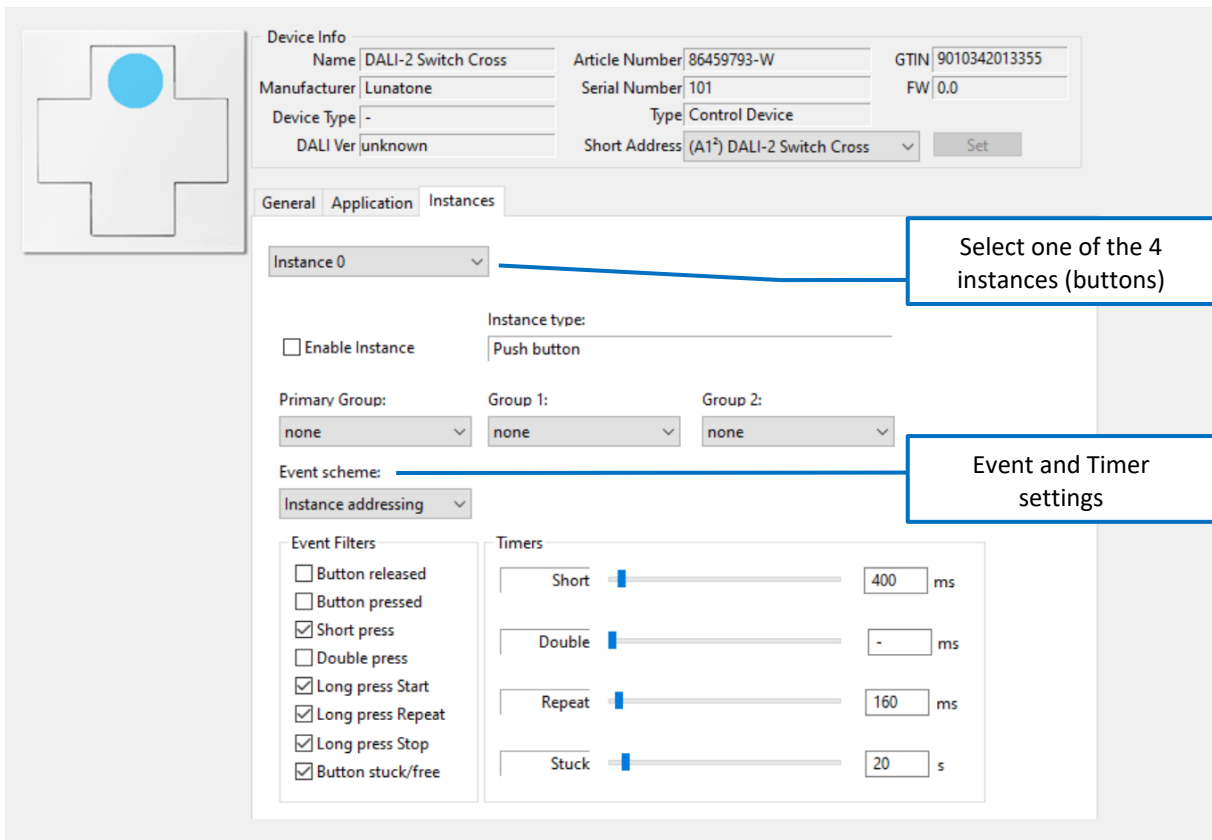 Device Info
Name DALI-2 Switch Cross Article Number 86459793-W GTIN 9010342013355
Manufacturer Lunatone Serial Number 101 FW 0.0
Device Type - Type Control Device
DALI Ver unknown Short Address (A1²) DALI-2 Switch Cross Set
General Application Instances
Instance 0
Select one of the 4
instances (buttons)
Instance type:
Enable Instance Push button
Primary Group: Group 1: Group 2:
none none none
Event scheme:
Instance addressing
Event and Timer
settings
Event Filters Timers
Button released
Button pressed
Short press
Double press
Long press Start
Long press Repeat
Long press Stop
Button stuck/free
Short 400 ms
Double - ms
Repeat 160 ms
Stuck 20 s